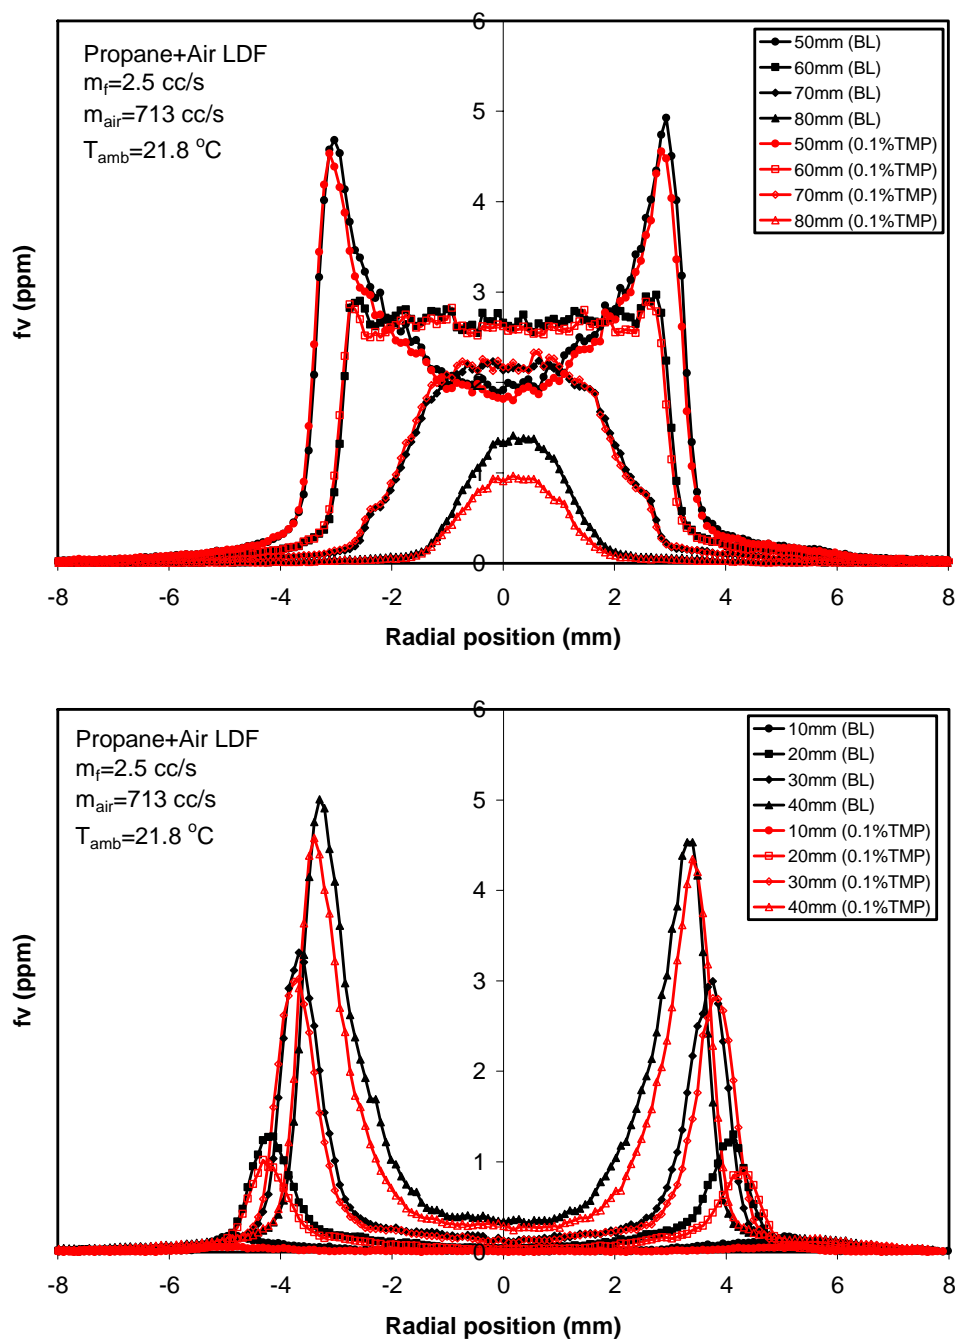 Propane+Air LDF
mf=2.5 cc/s
mair=713 cc/s
Tamb=21.8 oC
50mm (BL)
60mm (BL)
70mm (BL)
80mm (BL)
50mm (0.1%TMP)
60mm (0.1%TMP)
70mm (0.1%TMP)
80mm (0.1%TMP)
6
5
4
3
1
0
fv (ppm)
-8 -6 -4 -2 0 2 4 6 8
Radial position (mm)
Propane+Air LDF
mf=2.5 cc/s
mair=713 cc/s
Tamb=21.8 oC
10mm (BL)
20mm (BL)
30mm (BL)
40mm (BL)
10mm (0.1%TMP)
20mm (0.1%TMP)
30mm (0.1%TMP)
40mm (0.1%TMP)
6
5
4
3
2
1
0
fv (ppm)
-8 -6 -4 -2 0 2 4 6 8
Radial position (mm)